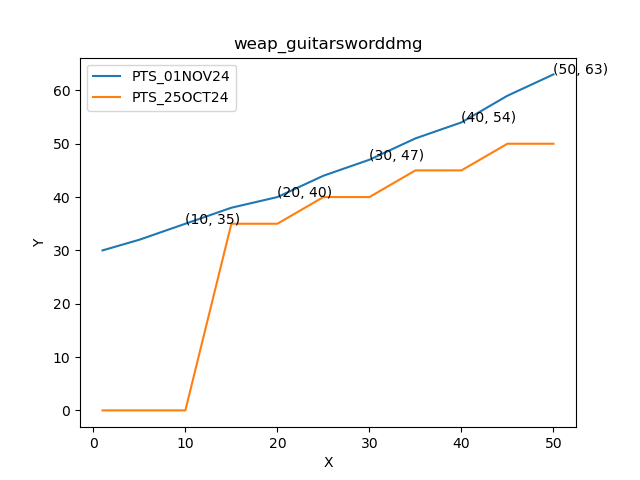 weap_guitarsworddmg
PTS_01NOV24
PTS_25OCT24
(50, 63)
(40, 54)
(30, 47)
(20, 40)
(10, 35)
60
50
40
30
20
10
0
Y
0 10 20 30 40 50
X